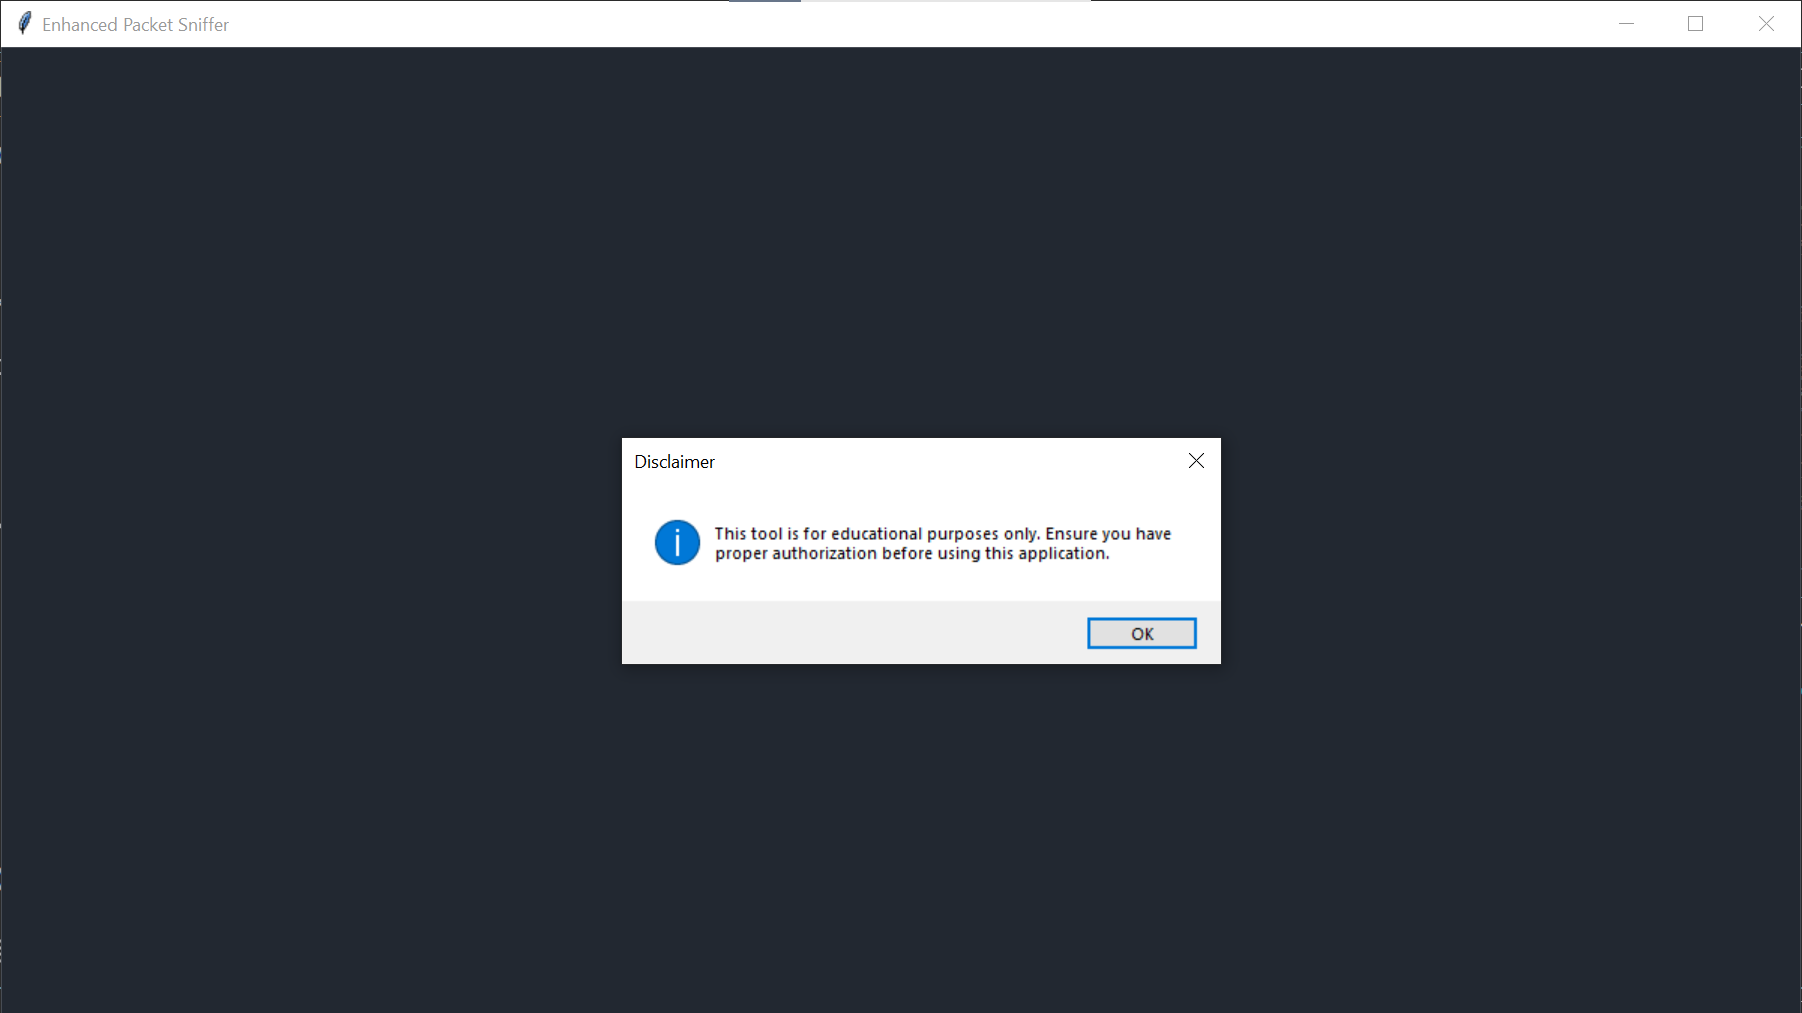 Enhanced Packet Sniffer
Disclaimer
This tool is for educational purposes only. Ensure you have
proper authorization before using this application.
OK